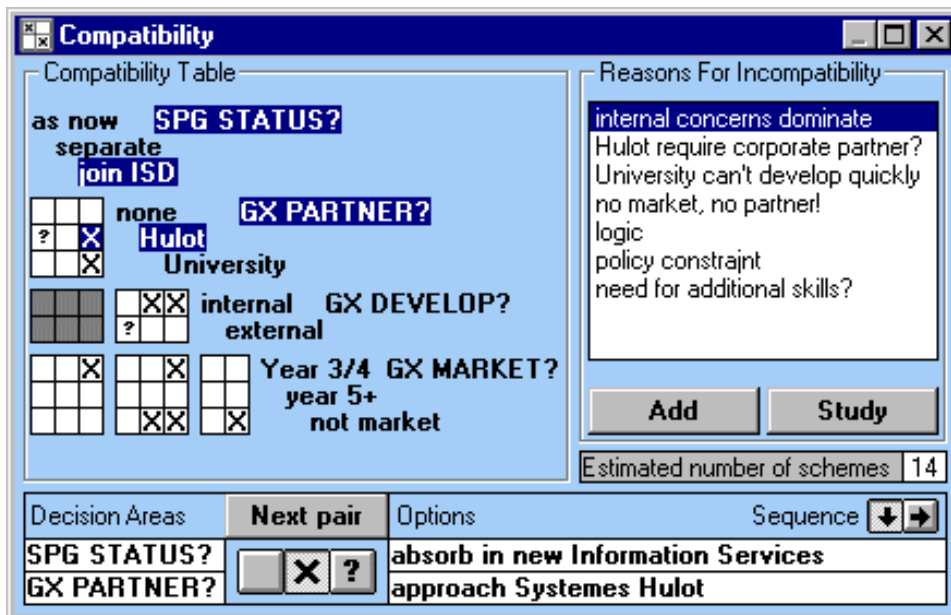 Compatibility
Compatibility Table
as now SPG STATUS?
separate
join ISD
none GX PARTNER?
? X Hulot
X University
X X internal GX DEVELOP?
? external
X X Year 3/4 GX MARKET?
year 5+
X X X not market
Reasons For Incompatibility
internal concerns dominate
Hulot require corporate partner?
University can't develop quickly
no market, no partner!
logic
policy constrajnt
need for additional skills?
Add Study
Estimated number of schemes 14
Decision Areas Next pair Options Sequence
SPG STATUS? X ? absorb in new Information Services
GX PARTNER? approach Systemes Hulot